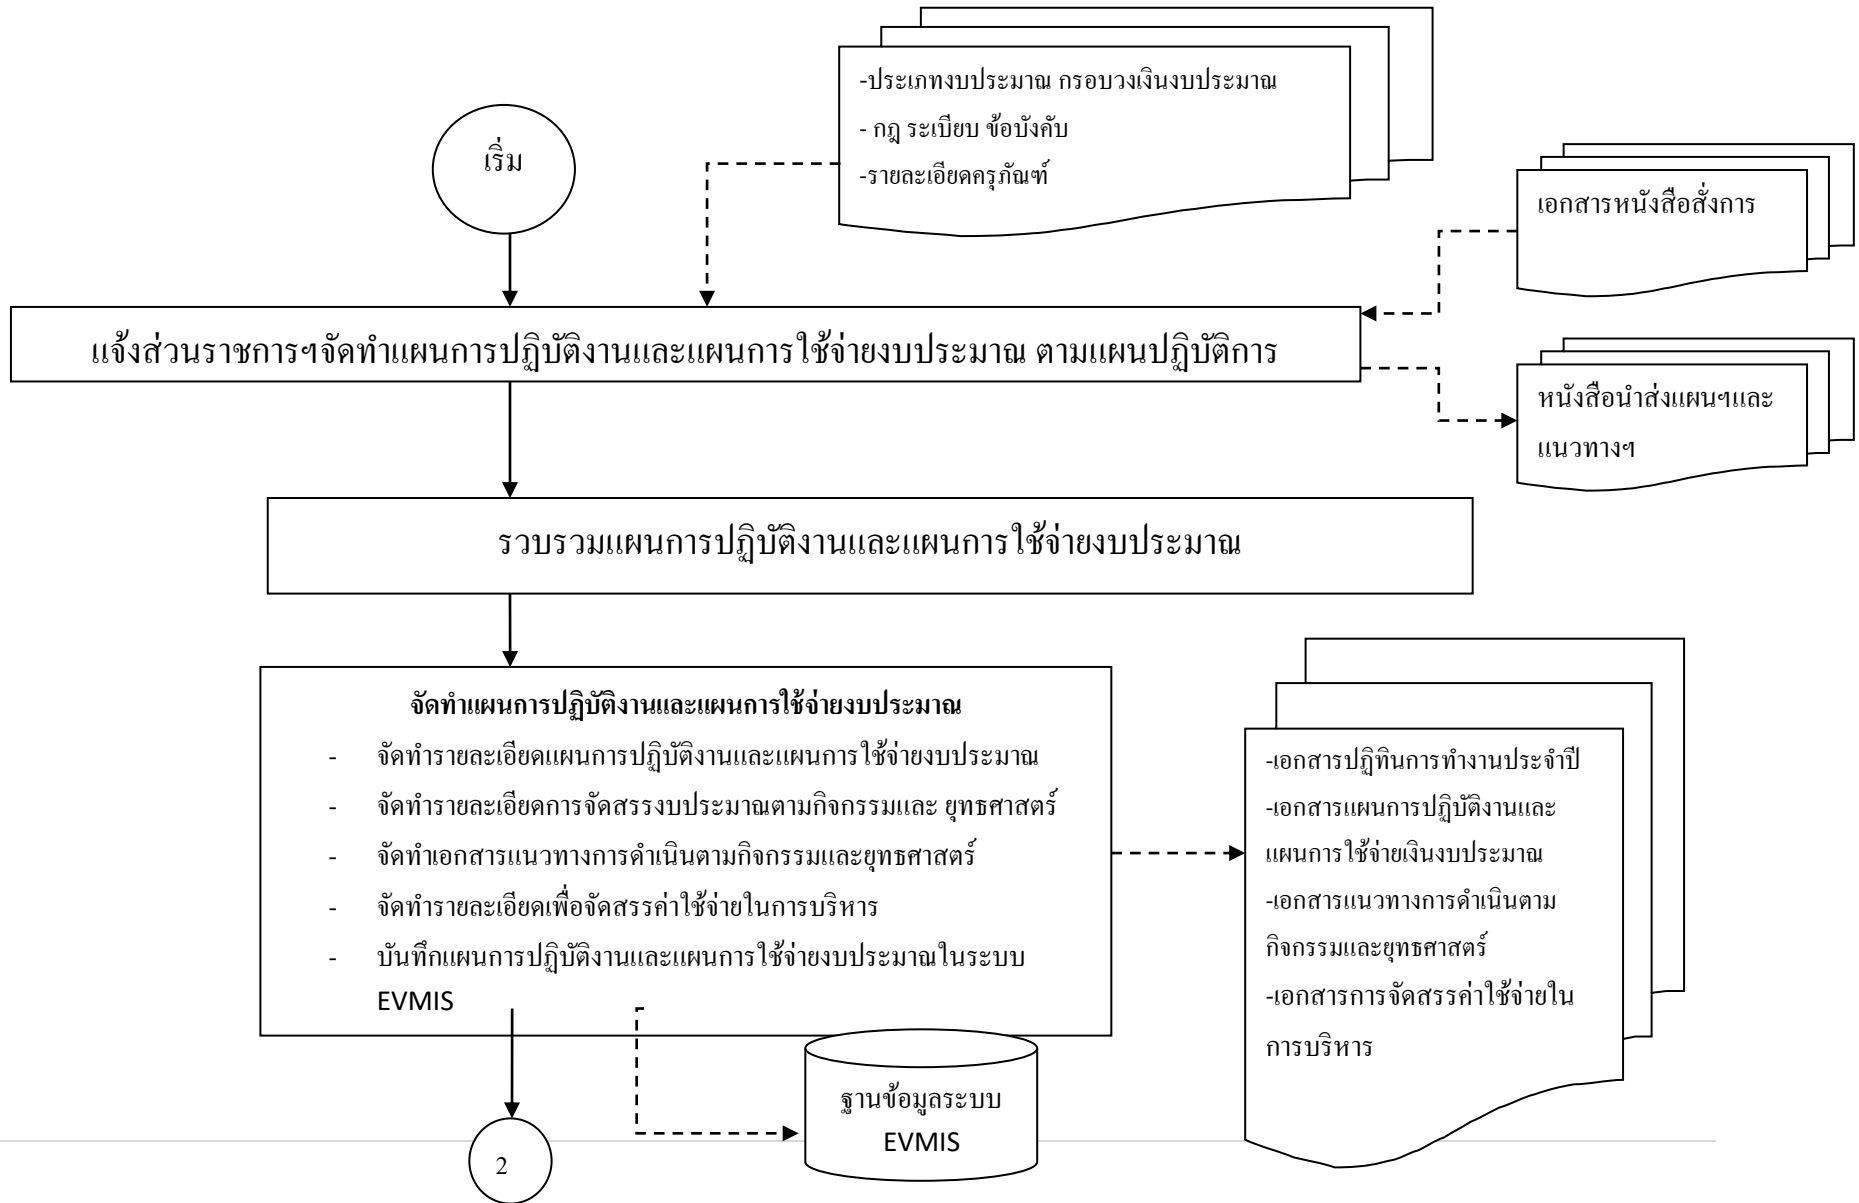 -ประเภทงบประมาณ กรอบวงเงินงบประมาณ
- กฎ ระเบียบ ข้อบังคับ
-รายละเอียดครุภัณฑ์
เริ่ม
เอกสารหนังสือสั่งการ
แจ้งส่วนราชการฯจัดทำแผนการปฏิบัติงานและแผนการใช้จ่ายงบประมาณ ตามแผนปฏิบัติการ
หนังสือนำส่งแผนฯและ
แนวทางฯ
รวบรวมแผนการปฏิบัติงานและแผนการใช้จ่ายงบประมาณ
จัดทำแผนการปฏิบัติงานและแผนการใช้จ่ายงบประมาณ
- จัดทำรายละเอียดแผนการปฏิบัติงานและแผนการใช้จ่ายงบประมาณ
- จัดทำรายละเอียดการจัดสรรงบประมาณตามกิจกรรมและ ยุทธศาสตร์
- จัดทำเอกสารแนวทางการดำเนินตามกิจกรรมและยุทธศาสตร์
- จัดทำรายละเอียดเพื่อจัดสรรค่าใช้จ่ายในการบริหาร
- บันทึกแผนการปฏิบัติงานและแผนการใช้จ่ายงบประมาณในระบบ
EVMIS
-เอกสารปฏิทินการทำงานประจำปี
-เอกสารแผนการปฏิบัติงานและ
แผนการใช้จ่ายเงินงบประมาณ
-เอกสารแนวทางการดำเนินตาม
กิจกรรมและยุทธศาสตร์
-เอกสารการจัดสรรค่าใช้จ่ายใน
การบริหาร
ฐานข้อมูลระบบ
EVMIS
2